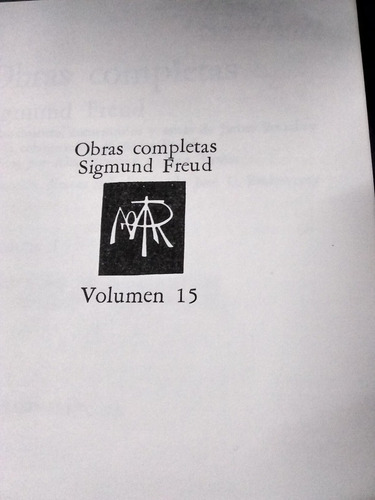 Obras completas
Sigmund Freud
Volumen 15